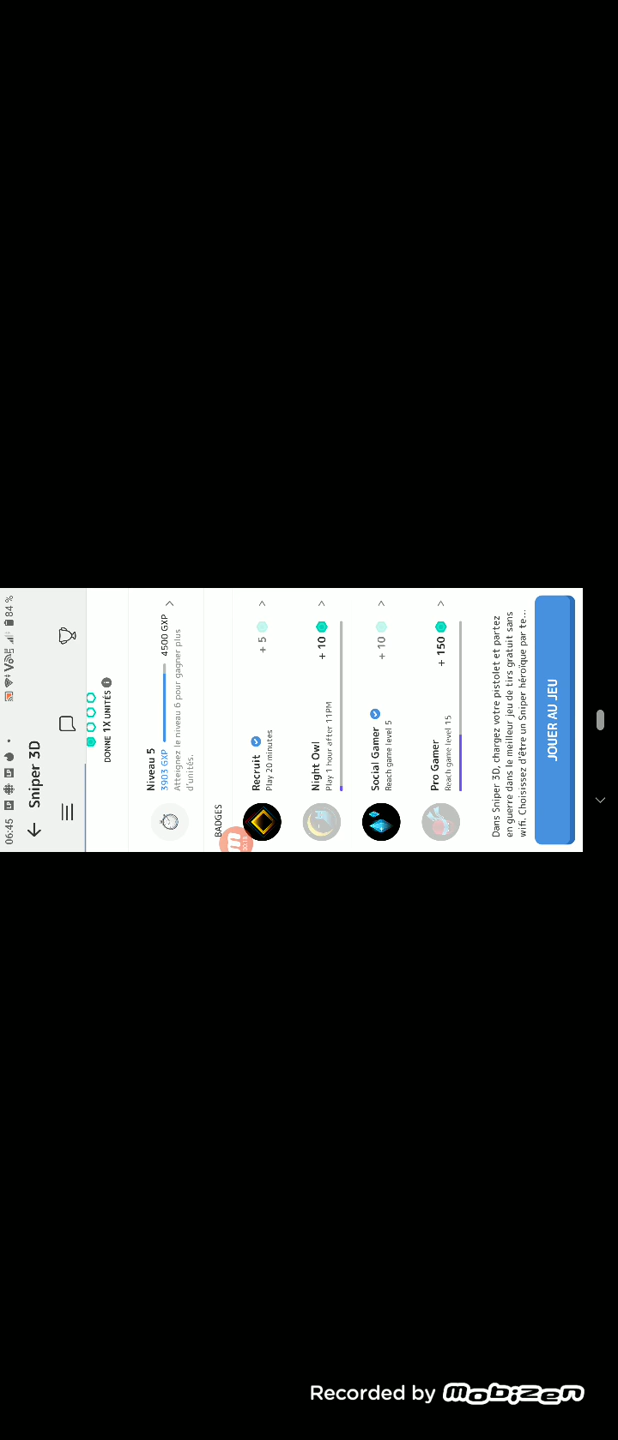 06:45
84 %
Sniper 3D
DONNE 1X UNITÉS
Niveau 5
3903 GXP
4500 GXP
Atteignez le niveau 6 pour gagner plus
d'unités.
BADGES
Recruit
+ 5
Play 20 minutes
Night Owl
+ 10
Play 1 hour after 11PM
Social Gamer
+ 10
Reach game level 5
Pro Gamer
+ 150
Reach game level 15
Dans Sniper 3D, chargez votre pistolet et partez
en guerre dans le meilleur jeu de tirs gratuit sans
wifi. Choisissez d'être un Sniper héroïque par te...
JOUER AU JEU
Recorded by Mobizen